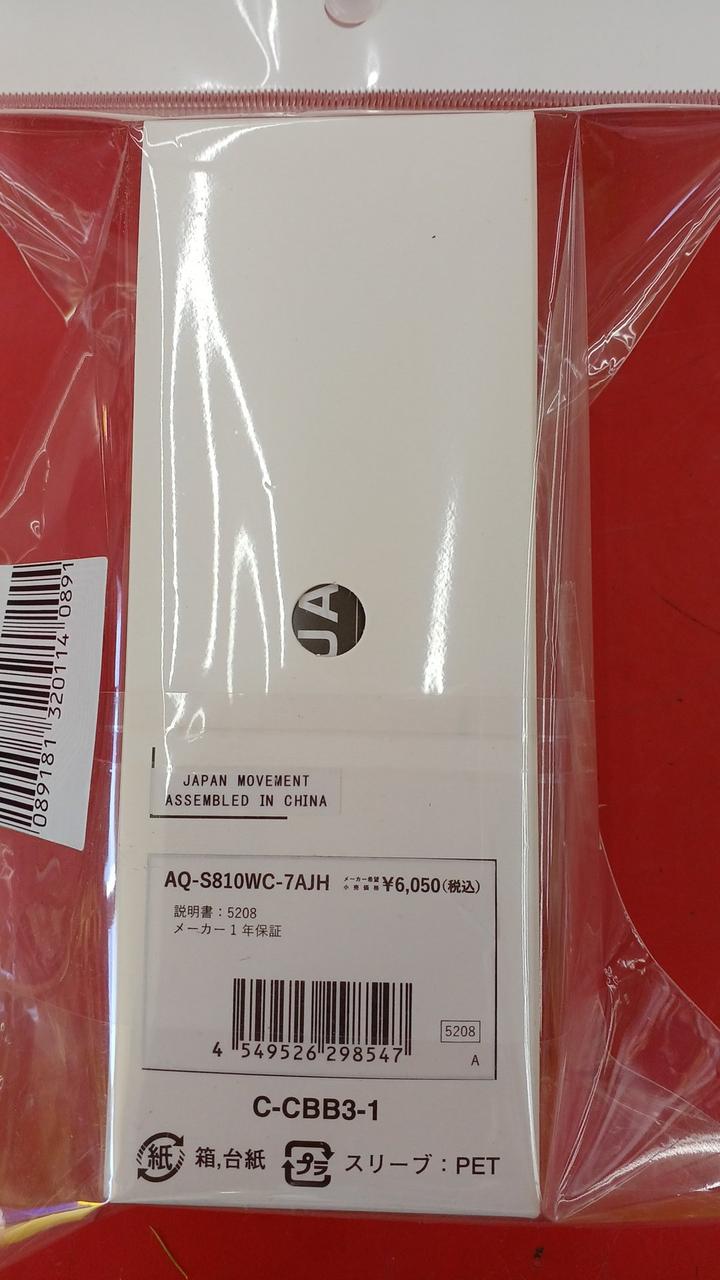 JA
089181 320114 0891
JAPAN MOVEMENT
ASSEMBLED IN CHINA
AQ-S810WC-7AJH メーカー希望小売価格 ¥6,050(税込)
説明書：5208
メーカー1年保証
5208
4 549526 298547
A
C-CBB3-1
紙 箱,台紙 プラ スリーブ：PET